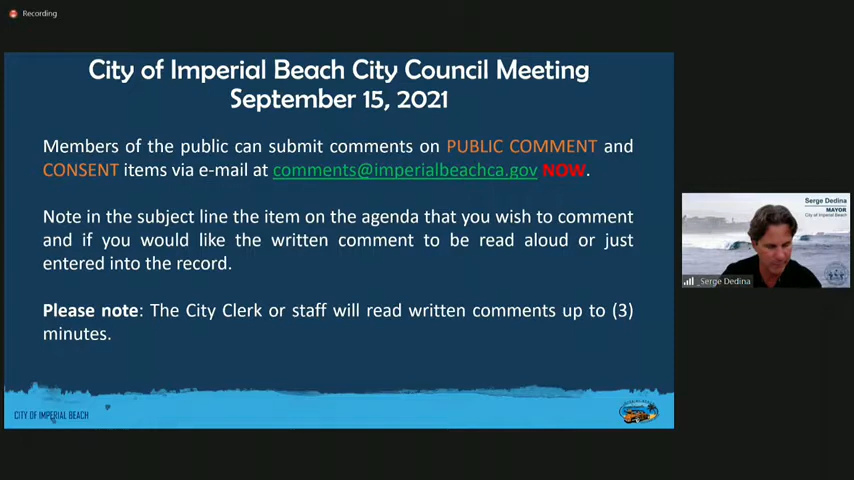 Recording
City of Imperial Beach City Council Meeting
September 15, 2021
Members of the public can submit comments on PUBLIC COMMENT and
CONSENT items via e-mail at comments@imperialbeachca.gov NOW.
Note in the subject line the item on the agenda that you wish to comment
and if you would like the written comment to be read aloud or just
entered into the record.
Please note: The City Clerk or staff will read written comments up to (3)
minutes.
CITY OF IMPERIAL BEACH
Serge Dedina
MAYOR
City of Imperial Beach
_Serge Dedina